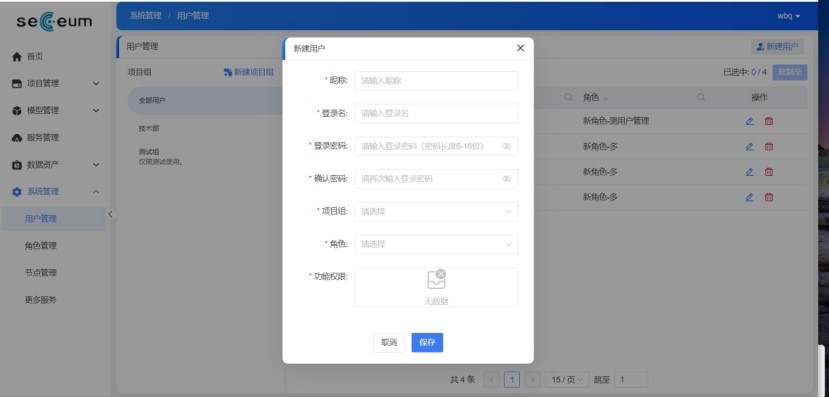 seceum
系统管理 / 用户管理
wbq
首页
项目管理
模型管理
服务管理
数据资产
系统管理
用户管理
角色管理
节点管理
更多服务
用户管理
新建用户
项目组
新建项目组
已选中: 0 / 4
复制至
全部用户
技术部
测试组
仅限测试使用。
角色
操作
新角色-测用户管理
新角色-多
新角色-多
新角色-多
新建用户
* 昵称:
请输入昵称
* 登录名:
请输入登录名
* 登录密码:
请输入登录密码（密码长度6-16位）
* 确认密码:
请再次输入登录密码
* 项目组:
请选择
* 角色:
请选择
* 功能权限:
无数据
取消
保存
共 4 条
1
15 / 页
跳至
1